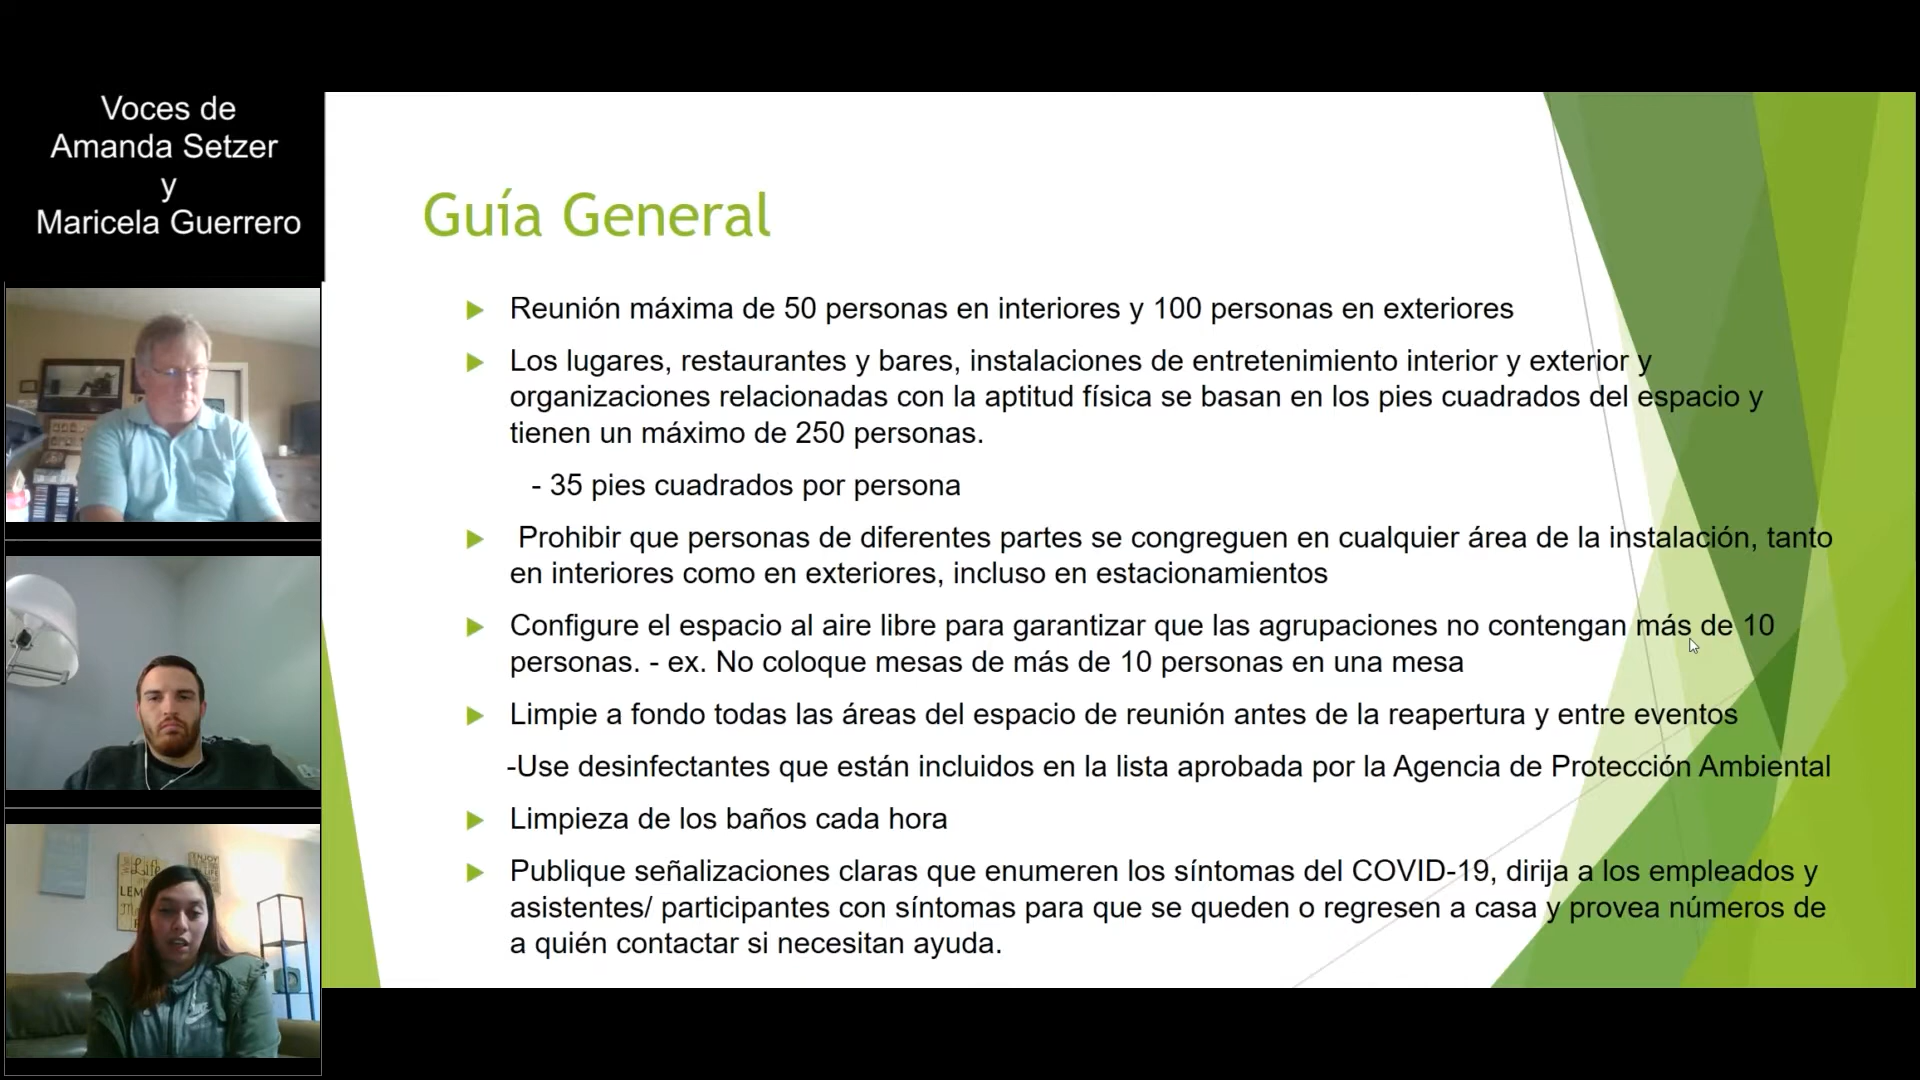 Voces de
Amanda Setzer
y
Maricela Guerrero
Guía General
Reunión máxima de 50 personas en interiores y 100 personas en exteriores
Los lugares, restaurantes y bares, instalaciones de entretenimiento interior y exterior y
organizaciones relacionadas con la aptitud física se basan en los pies cuadrados del espacio y
tienen un máximo de 250 personas.
- 35 pies cuadrados por persona
Prohibir que personas de diferentes partes se congreguen en cualquier área de la instalación, tanto
en interiores como en exteriores, incluso en estacionamientos
Configure el espacio al aire libre para garantizar que las agrupaciones no contengan más de 10
personas. - ex. No coloque mesas de más de 10 personas en una mesa
Limpie a fondo todas las áreas del espacio de reunión antes de la reapertura y entre eventos
-Use desinfectantes que están incluidos en la lista aprobada por la Agencia de Protección Ambiental
Limpieza de los baños cada hora
Publique señalizaciones claras que enumeren los síntomas del COVID-19, dirija a los empleados y
asistentes/ participantes con síntomas para que se queden o regresen a casa y provea números de
a quién contactar si necesitan ayuda.
Life
ENJOY